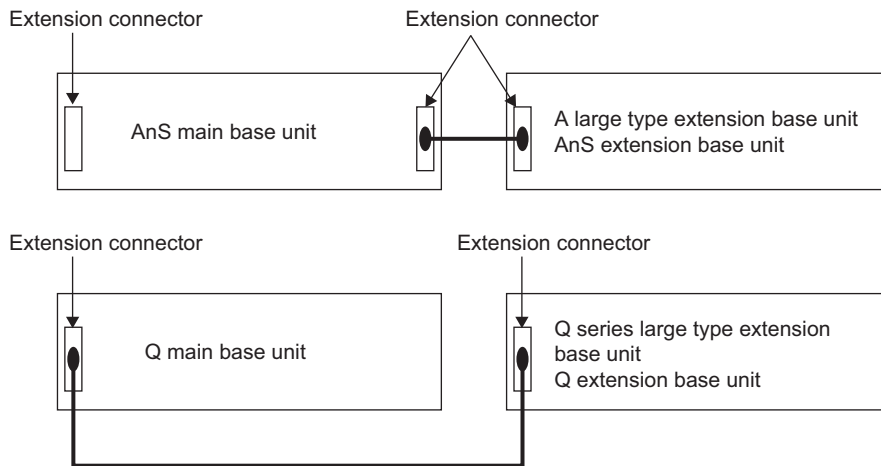 Extension connector
Extension connector
AnS main base unit
A large type extension base unit
AnS extension base unit
Extension connector
Extension connector
Q main base unit
Q series large type extension
base unit
Q extension base unit